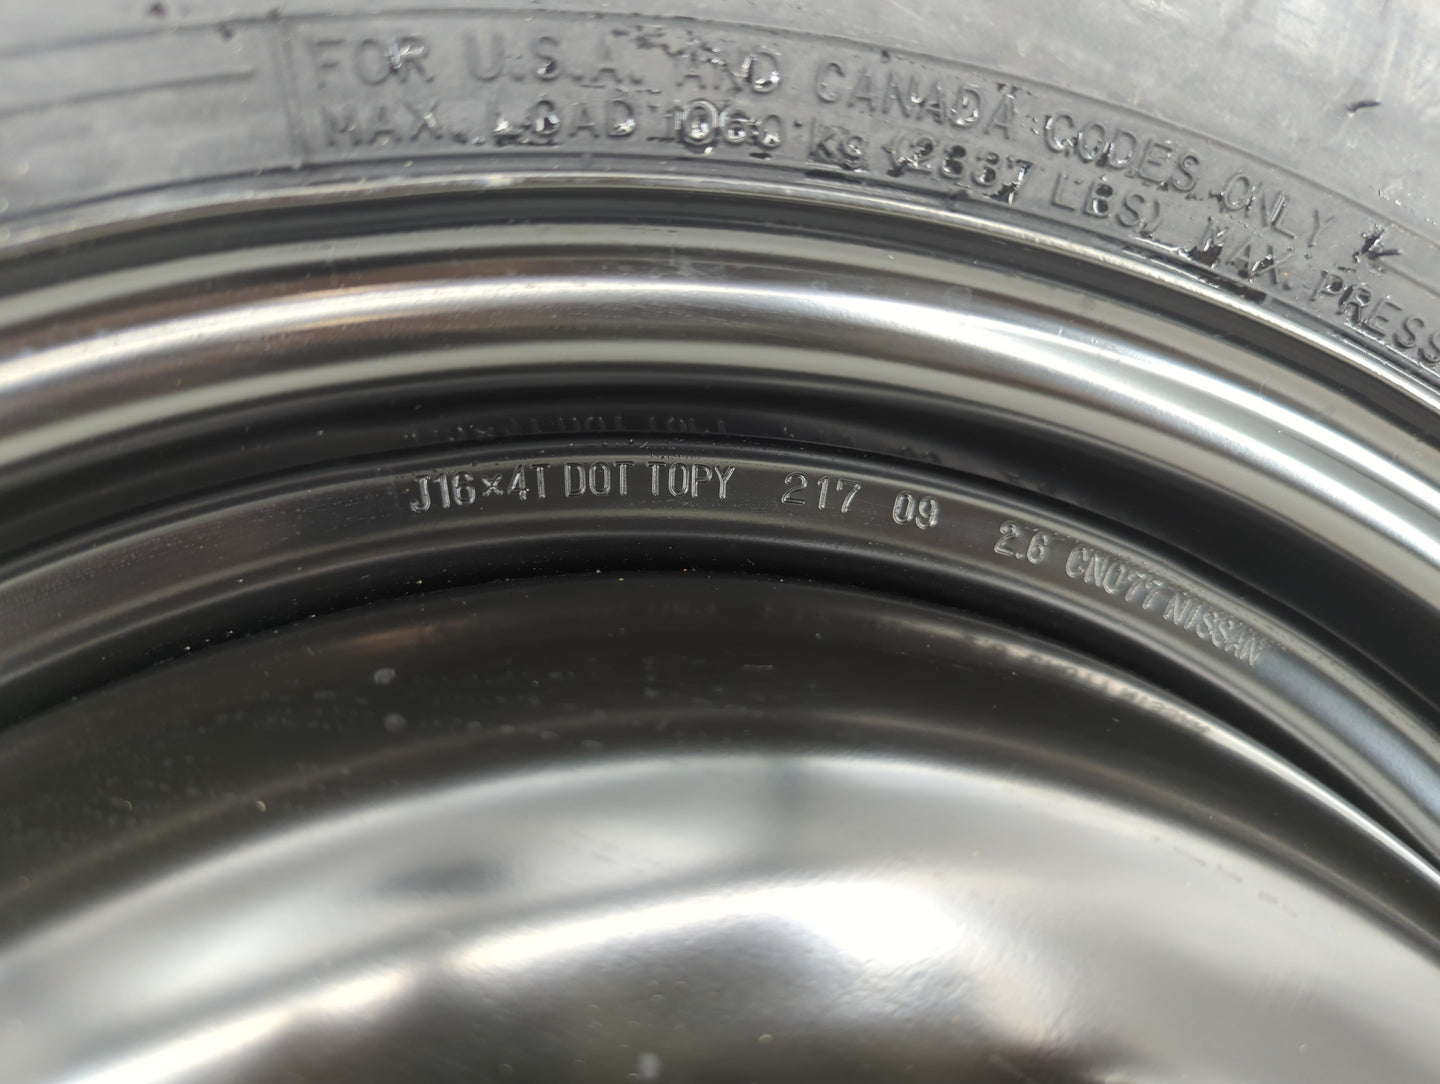 FOR U.S.A. AND CANADA CODES ONLY
MAX. LOAD 1060 kg (2337 LBS) MAX. PRESS
J16×4T DOT TOPY 217 09 2.6 CN077 NISSAN